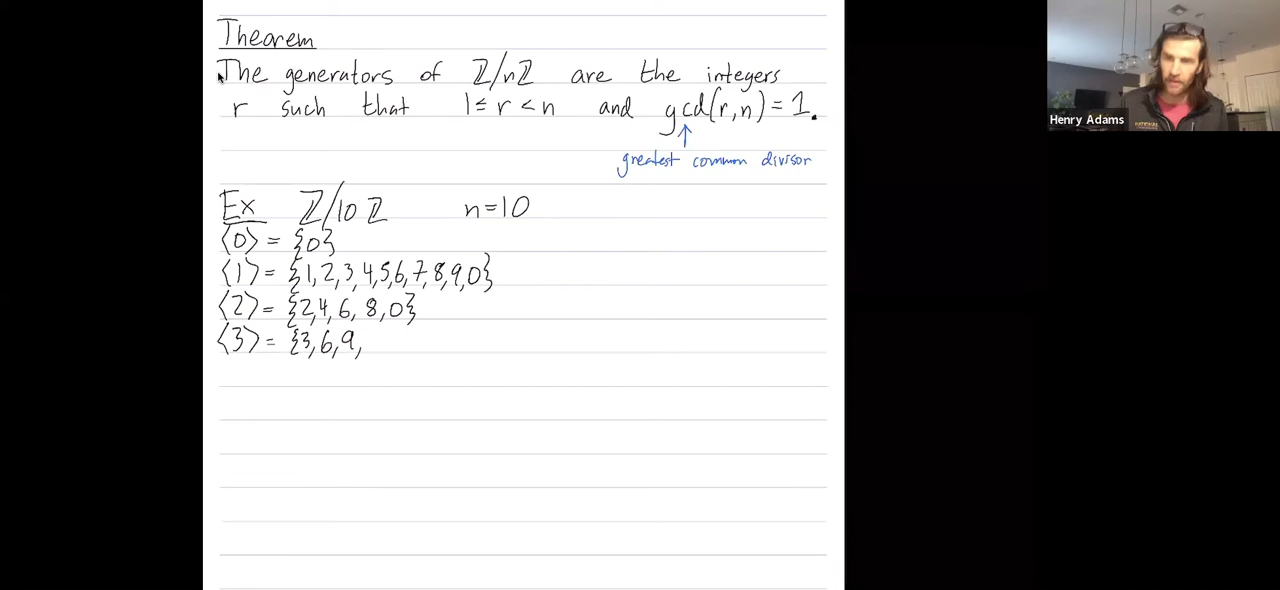 Theorem
The generators of ℤ/nℤ are the integers
r such that 1 ≤ r < n and gcd(r, n) = 1.
greatest common divisor
Ex ℤ/10ℤ n=10
⟨0⟩ = {0}
⟨1⟩ = {1,2,3,4,5,6,7,8,9,0}
⟨2⟩ = {2,4,6,8,0}
⟨3⟩ = {3,6,9,
Henry Adams
NATIONAL